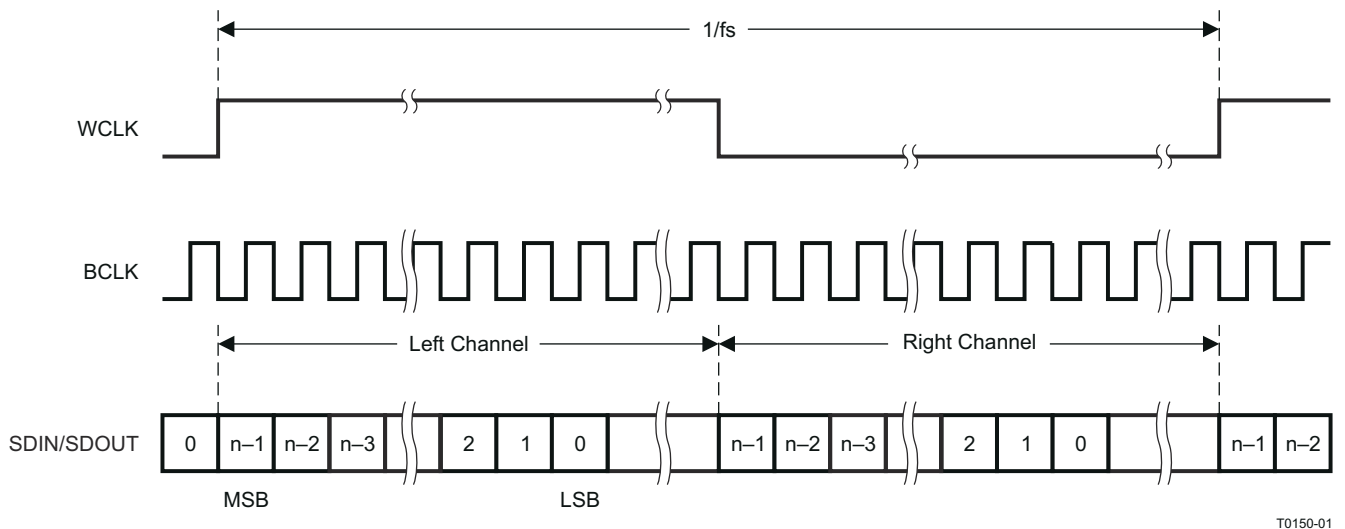 1/fs
WCLK
BCLK
Left Channel
Right Channel
SDIN/SDOUT
0 n–1 n–2 n–3 2 1 0 n–1 n–2 n–3 2 1 0 n–1 n–2
MSB LSB
T0150-01